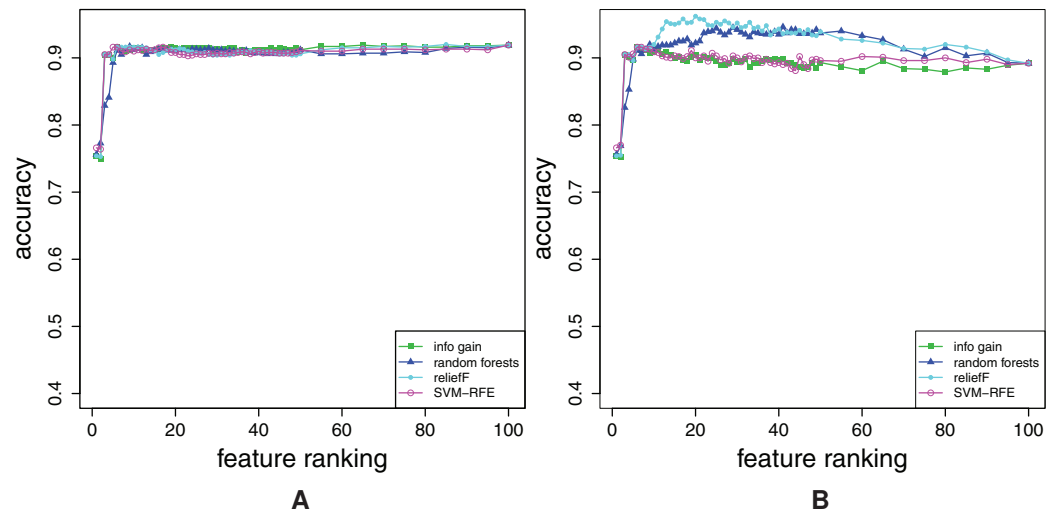 accuracy
0.4 0.5 0.6 0.7 0.8 0.9
info gain
random forests
reliefF
SVM−RFE
0 20 40 60 80 100
feature ranking
A
accuracy
0.4 0.5 0.6 0.7 0.8 0.9
info gain
random forests
reliefF
SVM−RFE
0 20 40 60 80 100
feature ranking
B